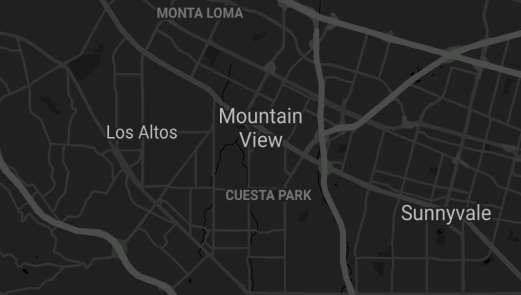 MONTA LOMA
Mountain
View
Los Altos
CUESTA PARK
Sunnyvale